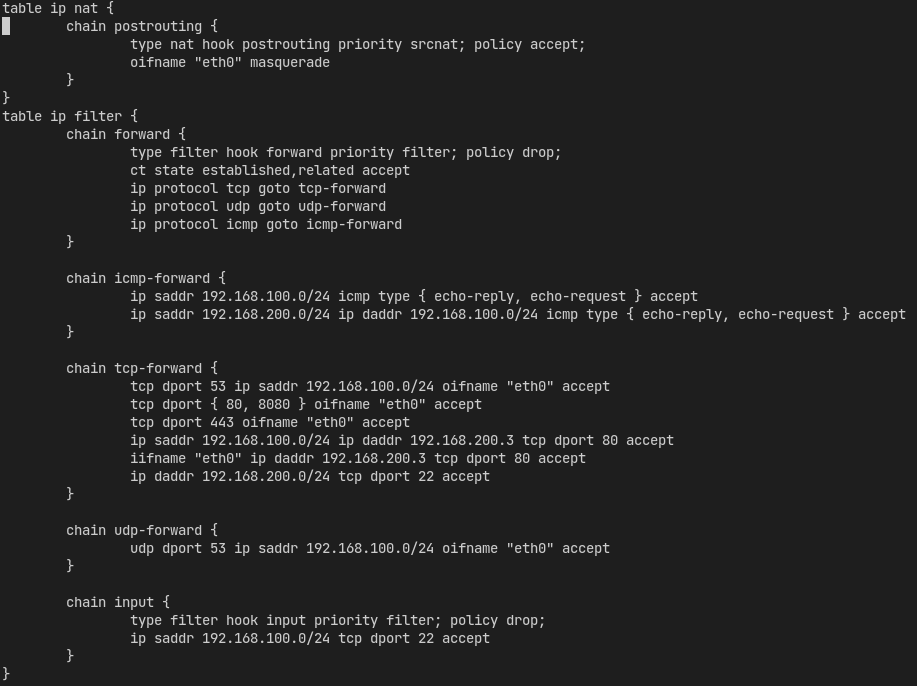 table ip nat {
        chain postrouting {
                type nat hook postrouting priority srcnat; policy accept;
                oifname "eth0" masquerade
        }
}
table ip filter {
        chain forward {
                type filter hook forward priority filter; policy drop;
                ct state established,related accept
                ip protocol tcp goto tcp-forward
                ip protocol udp goto udp-forward
                ip protocol icmp goto icmp-forward
        }

        chain icmp-forward {
                ip saddr 192.168.100.0/24 icmp type { echo-reply, echo-request } accept
                ip saddr 192.168.200.0/24 ip daddr 192.168.100.0/24 icmp type { echo-reply, echo-request } accept
        }

        chain tcp-forward {
                tcp dport 53 ip saddr 192.168.100.0/24 oifname "eth0" accept
                tcp dport { 80, 8080 } oifname "eth0" accept
                tcp dport 443 oifname "eth0" accept
                ip saddr 192.168.100.0/24 ip daddr 192.168.200.3 tcp dport 80 accept
                iifname "eth0" ip daddr 192.168.200.3 tcp dport 80 accept
                ip daddr 192.168.200.0/24 tcp dport 22 accept
        }

        chain udp-forward {
                udp dport 53 ip saddr 192.168.100.0/24 oifname "eth0" accept
        }

        chain input {
                type filter hook input priority filter; policy drop;
                ip saddr 192.168.100.0/24 tcp dport 22 accept
        }
}